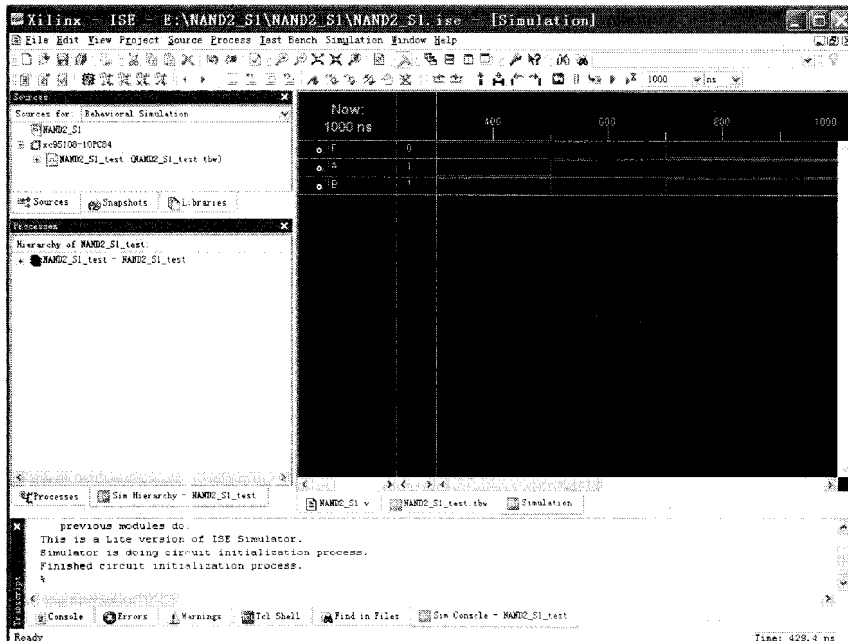 Xilinx - ISE - E:\NAND2_S1\NAND2_S1\NAND2_S1.ise - [Simulation]
File Edit View Project Source Process Test Bench Simulation Window Help
1000 ns
Sources
Sources for: Behavioral Simulation
NAND2_S1
xc95108-10PC84
NAND2_S1_test (NAND2_S1_test.tbw)
Sources Snapshots Libraries
Processes
Hierarchy of NAND2_S1_test:
NAND2_S1_test - NAND2_S1_test
Processes Sim Hierarchy - NAND2_S1_test
Now:
1000 ns
400 600 800 1000
F 0
A 1
B 1
NAND2_S1.v NAND2_S1_test.tbw Simulation
previous modules do.
This is a Lite version of ISE Simulator.
Simulator is doing circuit initialization process.
Finished circuit initialization process.
%
Transcript
Console Errors Warnings Tcl Shell Find in Files Sim Console - NAND2_S1_test
Ready Time: 429.4 ns